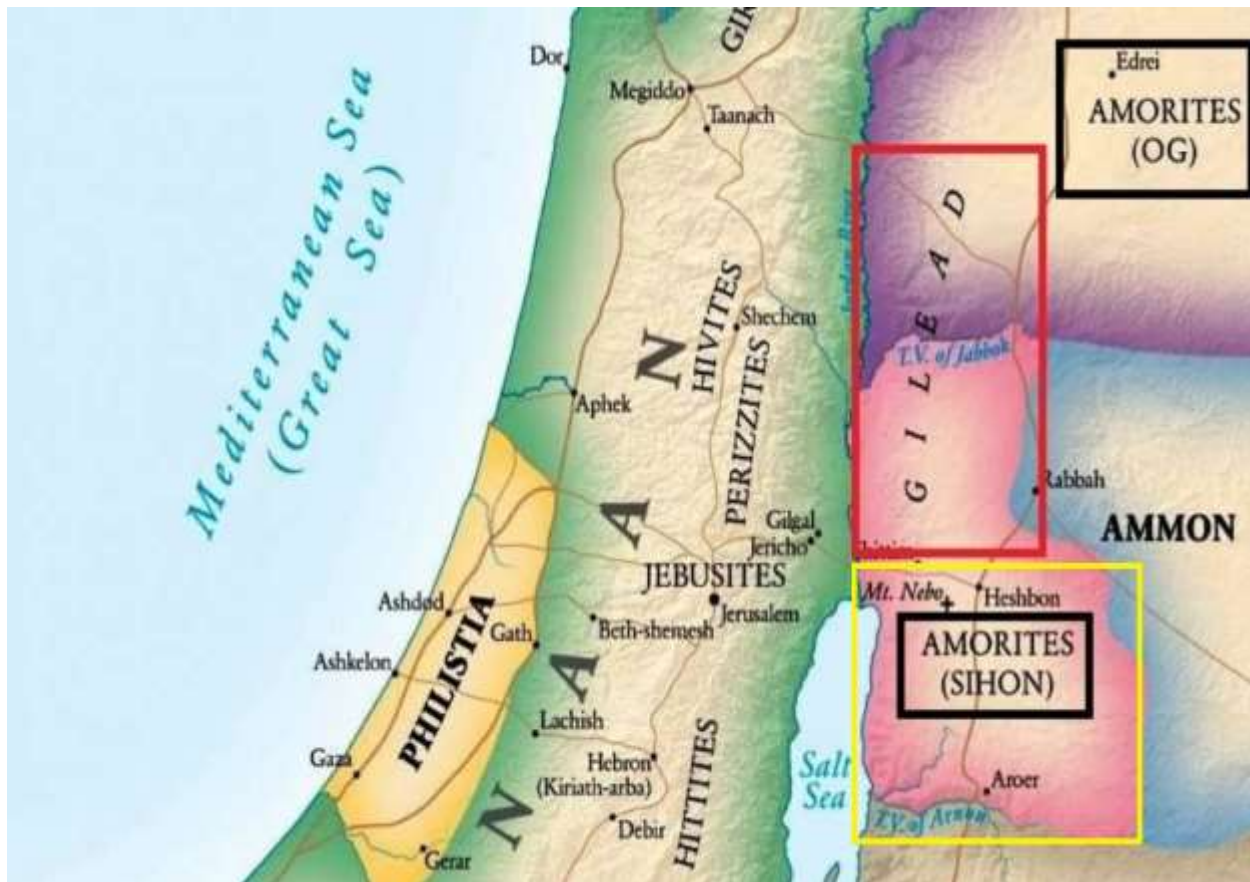 Mediterranean Sea
(Great Sea)
Dor
Megiddo
Taanach
Edrei
AMORITES
(OG)
GILEAD
HIVITES
Shechem
T.V. of Jabbok
PERIZZITES
Aphek
CANAAN
Rabbah
AMMON
Gilgal
Jericho
JEBUSITES
Jerusalem
Mt. Nebo
Heshbon
AMORITES
(SIHON)
Ashdod
Beth-shemesh
Gath
Ashkelon
PHILISTIA
Lachish
Gaza
Hebron
(Kiriath-arba)
HITTITES
Salt
Sea
Aroer
T.V. of Arnon
Debir
Gerar